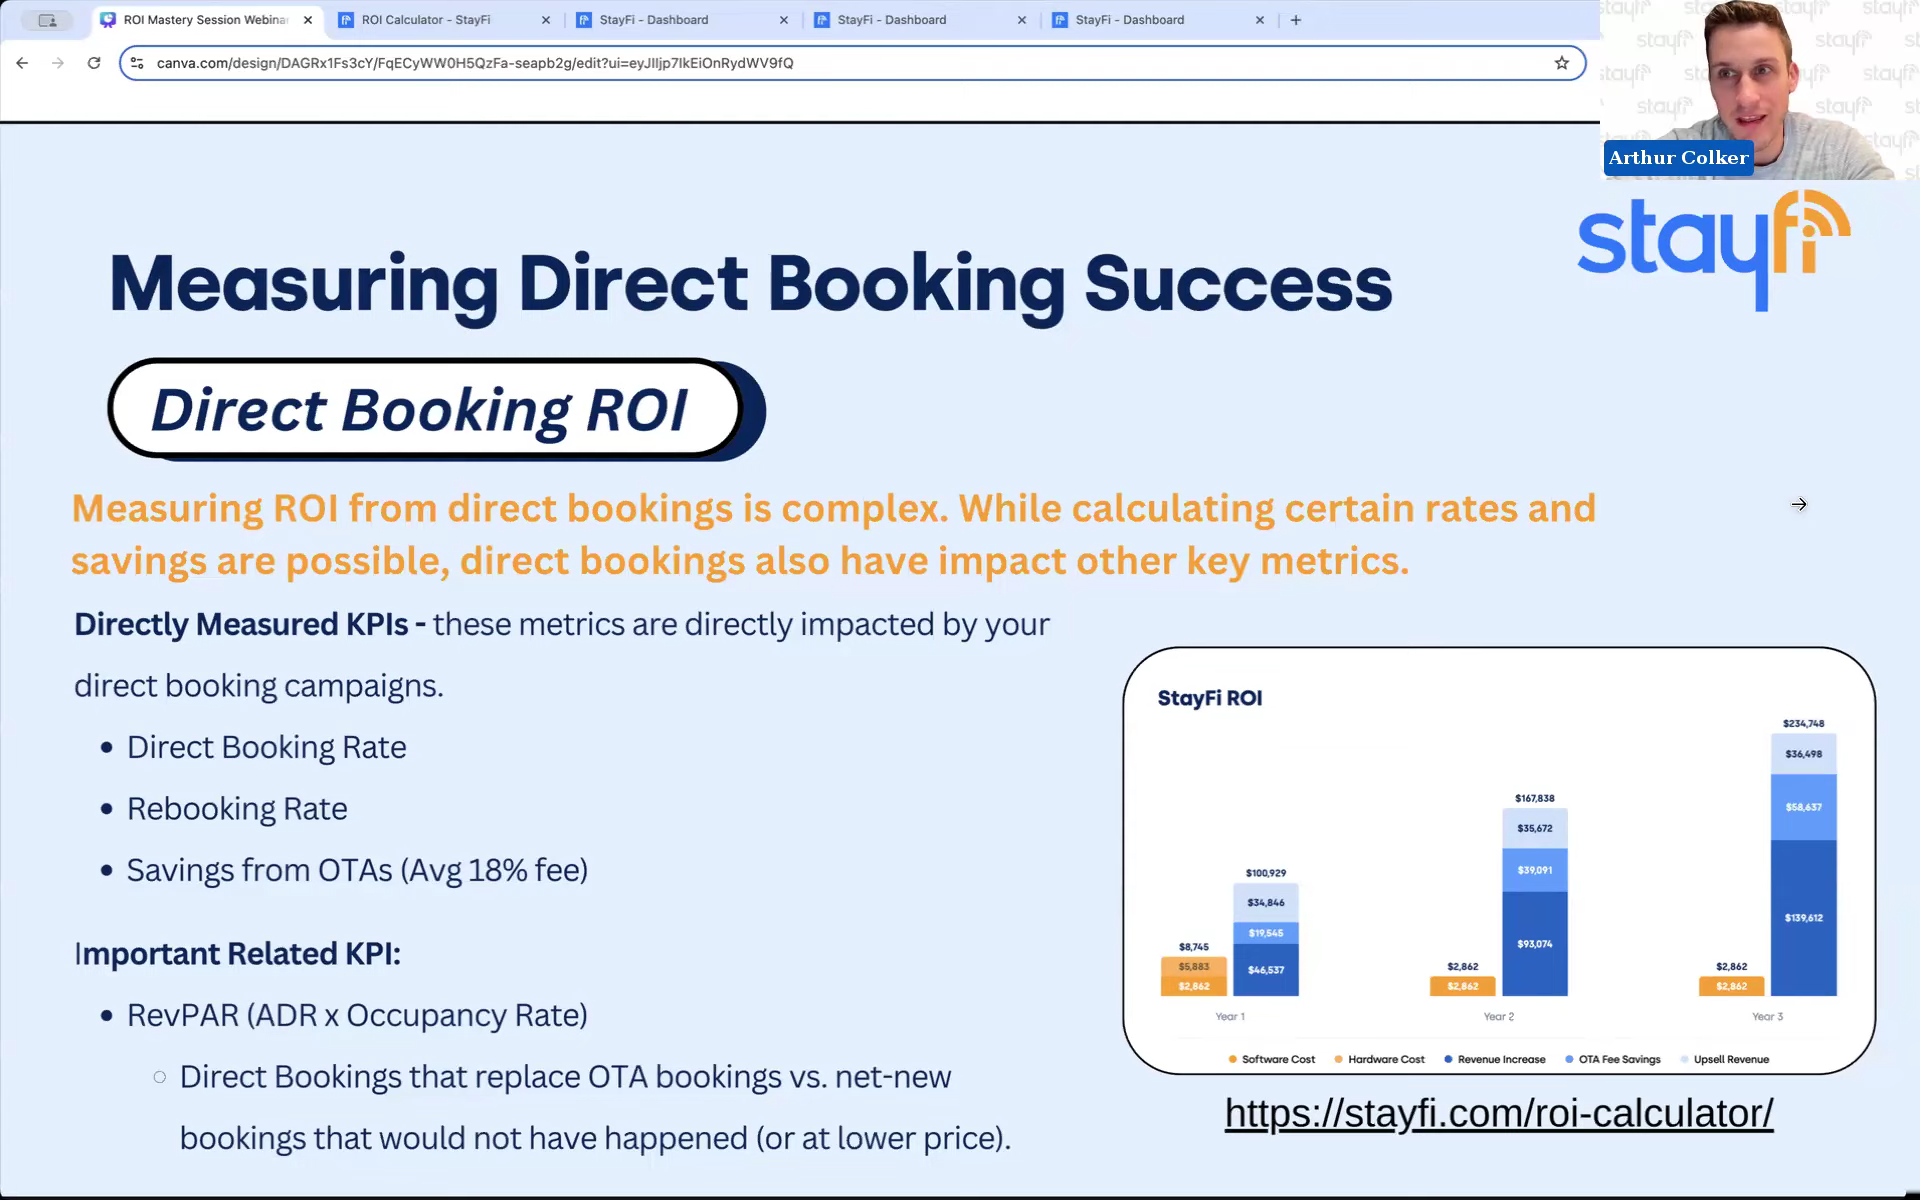 ROI Mastery Session Webinar
ROI Calculator - StayFi
StayFi - Dashboard
StayFi - Dashboard
StayFi - Dashboard
canva.com/design/DAGRx1Fs3cY/FqECyWW0H5QzFa-seapb2g/edit?ui=eyJIIjp7IkEiOnRydWV9fQ
Arthur Colker
stayfi
Measuring Direct Booking Success
Direct Booking ROI
Measuring ROI from direct bookings is complex. While calculating certain rates and
savings are possible, direct bookings also have impact other key metrics.
Directly Measured KPIs - these metrics are directly impacted by your
direct booking campaigns.
• Direct Booking Rate
• Rebooking Rate
• Savings from OTAs (Avg 18% fee)
Important Related KPI:
• RevPAR (ADR x Occupancy Rate)
○ Direct Bookings that replace OTA bookings vs. net-new
bookings that would not have happened (or at lower price).
StayFi ROI
$234,748
$36,498
$58,637
$139,612
$167,838
$35,672
$39,091
$93,074
$100,929
$34,846
$19,545
$46,537
$8,745
$5,883
$2,862
$2,862
$2,862
$2,862
$2,862
Year 1
Year 2
Year 3
Software Cost
Hardware Cost
Revenue Increase
OTA Fee Savings
Upsell Revenue
https://stayfi.com/roi-calculator/